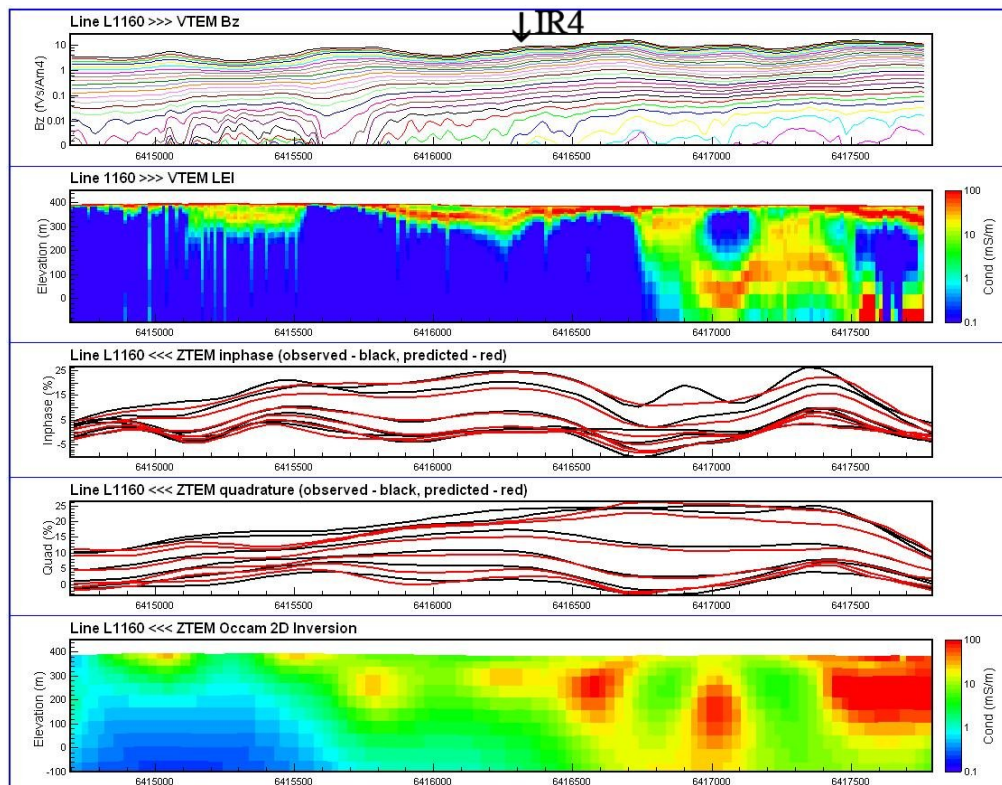 ↓IR4
Line L1160 >>> VTEM Bz
Bz (fVs/Am4)
10
1
0.1
0.01
0
6415000 6415500 6416000 6416500 6417000 6417500
Line 1160 >>> VTEM LEI
Elevation (m)
400
300
200
100
0
6415000 6415500 6416000 6416500 6417000 6417500
100
10
1
0.1
Cond (mS/m)
Line L1160 <<< ZTEM inphase (observed - black, predicted - red)
Inphase (%)
25
15
5
-5
6415000 6415500 6416000 6416500 6417000 6417500
Line L1160 <<< ZTEM quadrature (observed - black, predicted - red)
Quad (%)
25
20
15
10
5
0
6415000 6415500 6416000 6416500 6417000 6417500
Line L1160 <<< ZTEM Occam 2D Inversion
Elevation (m)
400
300
200
100
0
-100
6415000 6415500 6416000 6416500 6417000 6417500
100
10
1
0.1
Cond (mS/m)